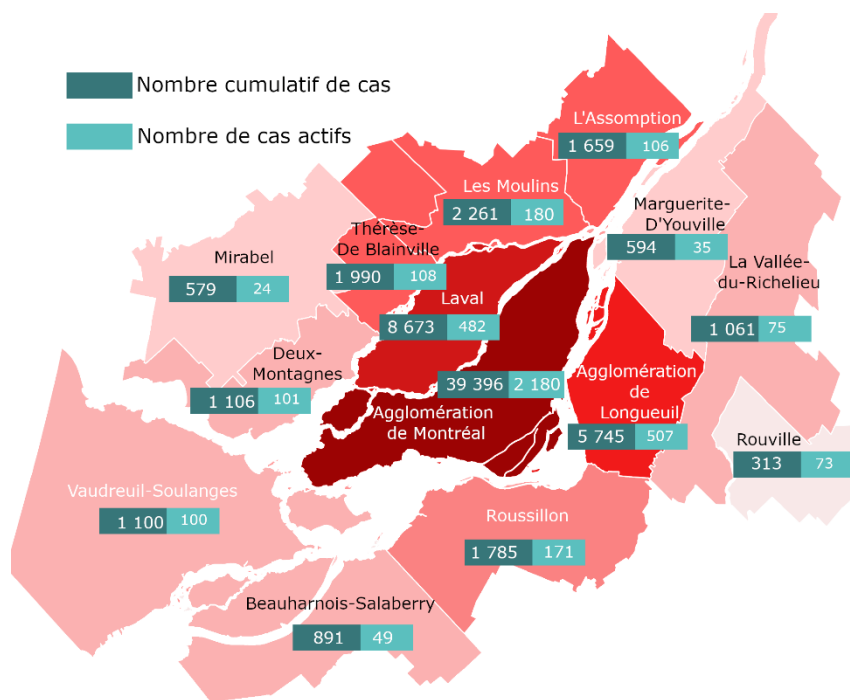 Nombre cumulatif de cas
Nombre de cas actifs
L'Assomption
1 659 106
Les Moulins
2 261 180
Marguerite-
D'Youville
594 35
Thérèse-
De Blainville
1 990 108
Mirabel
579 24
La Vallée-
du-Richelieu
1 061 75
Laval
8 673 482
Deux-
Montagnes
1 106 101
39 396 2 180
Agglomération
de Montréal
Agglomération
de
Longueuil
5 745 507
Rouville
313 73
Vaudreuil-Soulanges
1 100 100
Roussillon
1 785 171
Beauharnois-Salaberry
891 49